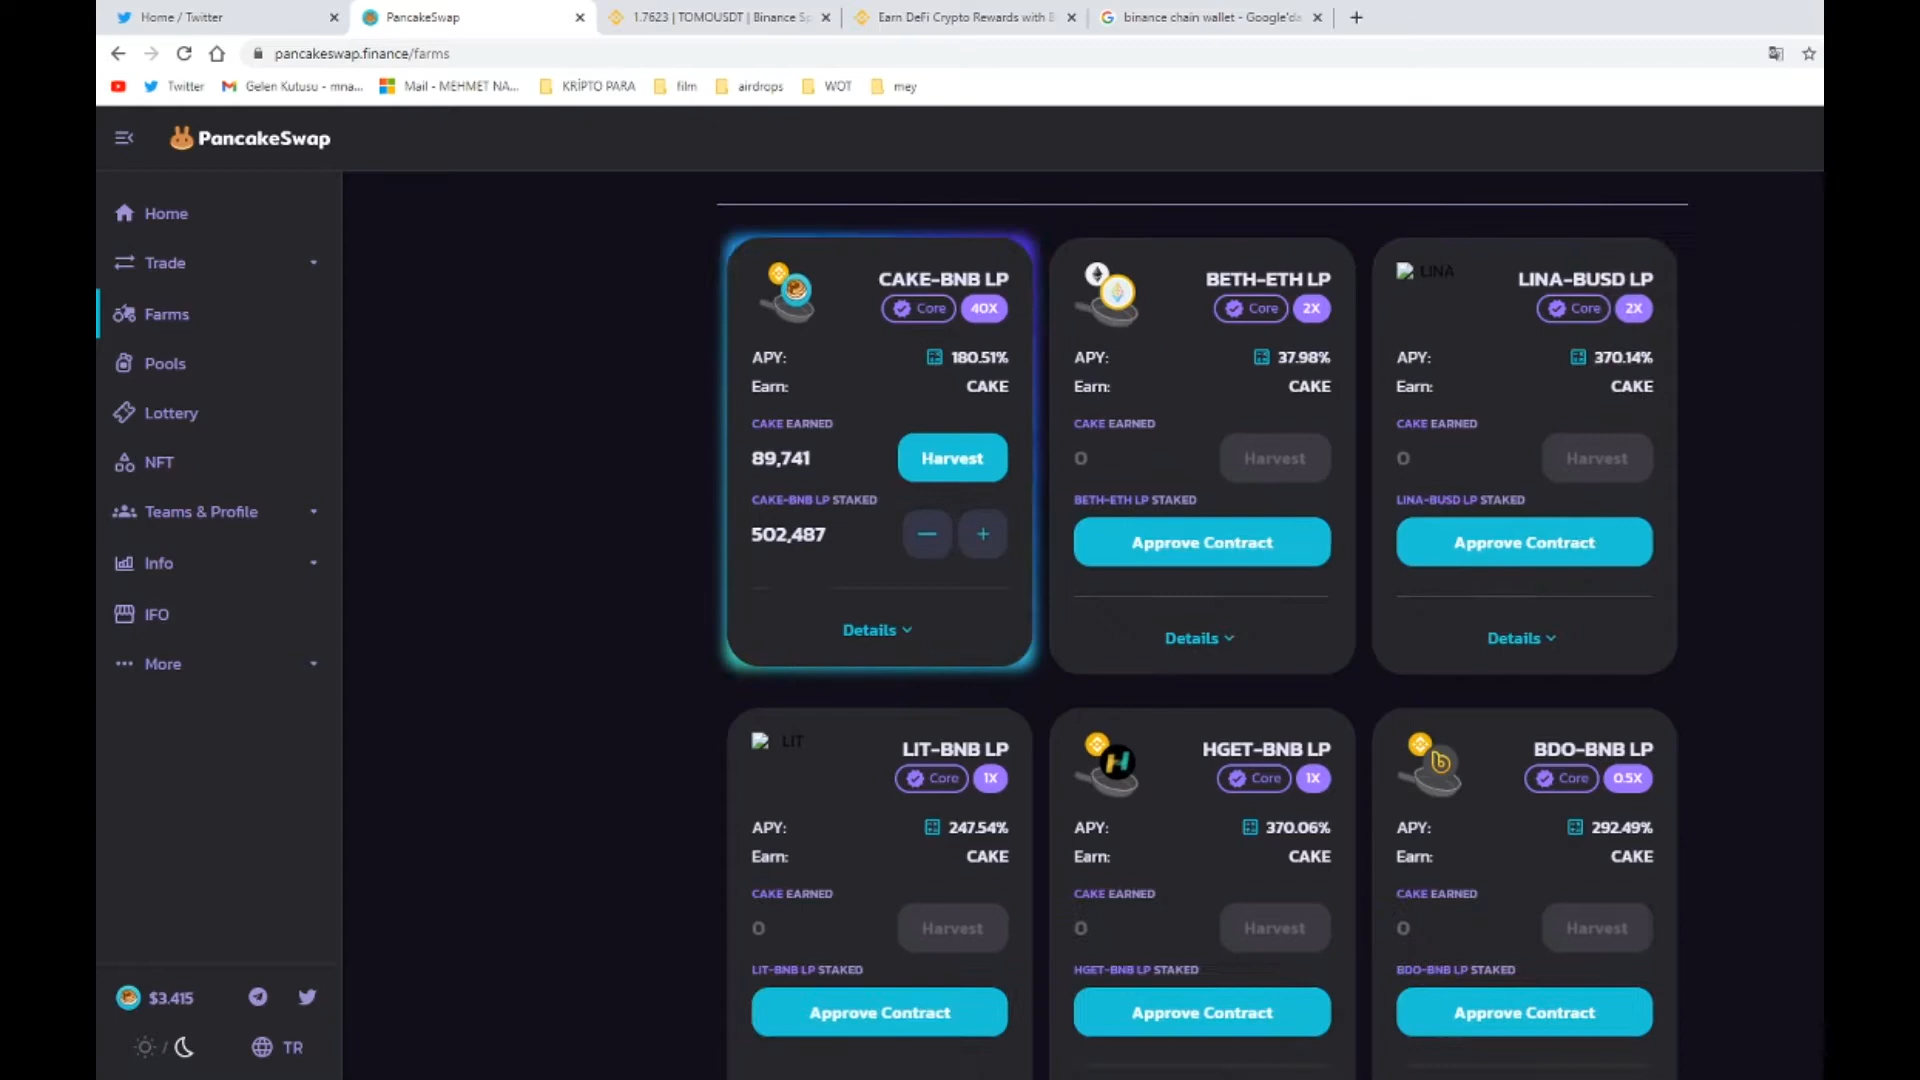 Home / Twitter
PancakeSwap
1.7623 | TOMOUSDT | Binance Sp
Earn DeFi Crypto Rewards with B
binance chain wallet - Google'da
pancakeswap.finance/farms
Twitter
Gelen Kutusu - mna...
Mail - MEHMET NA...
KRİPTO PARA
film
airdrops
WOT
mey
PancakeSwap
Home
Trade
Farms
Pools
Lottery
NFT
Teams & Profile
Info
IFO
More
$3.415
TR
CAKE-BNB LP
Core 40X
APY: 180.51%
Earn: CAKE
CAKE EARNED
89,741
Harvest
CAKE-BNB LP STAKED
502,487
Details
BETH-ETH LP
Core 2X
APY: 37.98%
Earn: CAKE
CAKE EARNED
0
Harvest
BETH-ETH LP STAKED
Approve Contract
Details
LINA
LINA-BUSD LP
Core 2X
APY: 370.14%
Earn: CAKE
CAKE EARNED
0
Harvest
LINA-BUSD LP STAKED
Approve Contract
Details
LIT
LIT-BNB LP
Core 1X
APY: 247.54%
Earn: CAKE
CAKE EARNED
0
Harvest
LIT-BNB LP STAKED
Approve Contract
HGET-BNB LP
Core 1X
APY: 370.06%
Earn: CAKE
CAKE EARNED
0
Harvest
HGET-BNB LP STAKED
Approve Contract
BDO-BNB LP
Core 0.5X
APY: 292.49%
Earn: CAKE
CAKE EARNED
0
Harvest
BDO-BNB LP STAKED
Approve Contract